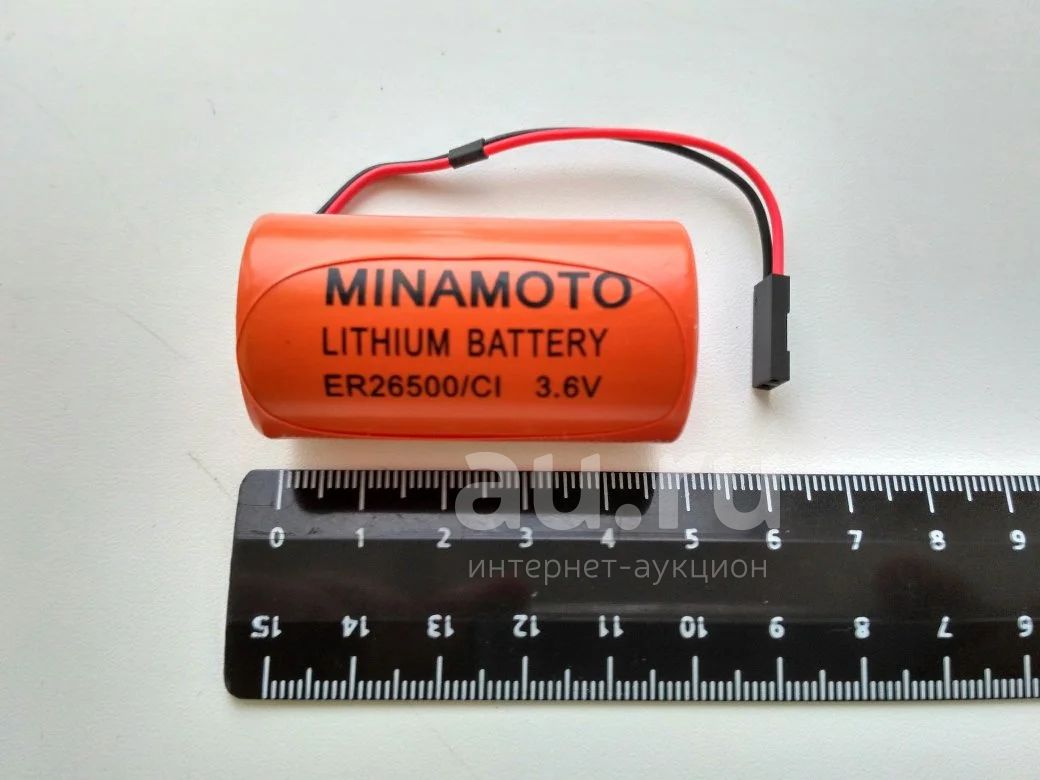 MINAMOTO
LITHIUM BATTERY
ER26500/CI 3.6V
au.ru
интернет-аукцион
0 1 2 3 4 5 6 7 8 9
15 14 13 12 11 10 9 8 7 6